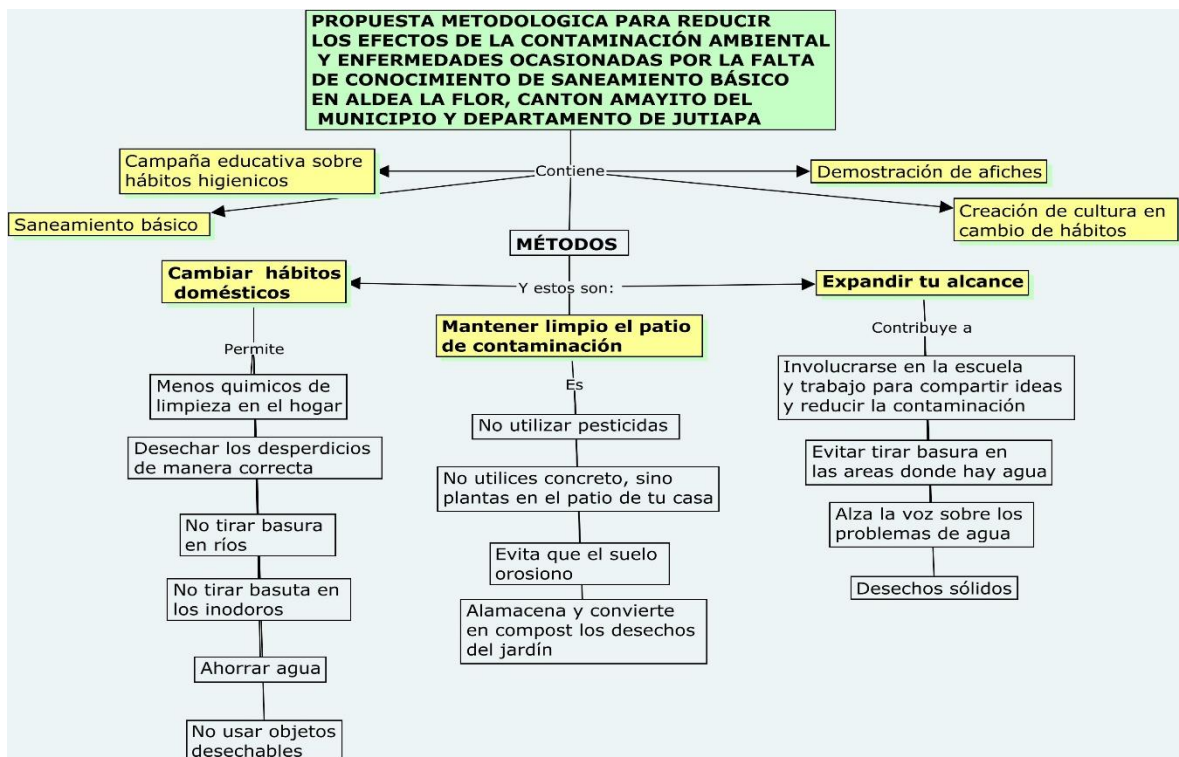 PROPUESTA METODOLOGICA PARA REDUCIR
LOS EFECTOS DE LA CONTAMINACIÓN AMBIENTAL
Y ENFERMEDADES OCASIONADAS POR LA FALTA
DE CONOCIMIENTO DE SANEAMIENTO BÁSICO
EN ALDEA LA FLOR, CANTON AMAYITO DEL
MUNICIPIO Y DEPARTAMENTO DE JUTIAPA
Contiene
Campaña educativa sobre
hábitos higienicos
Demostración de afiches
Saneamiento básico
Creación de cultura en
cambio de hábitos
MÉTODOS
Y estos son:
Cambiar hábitos
domésticos
Permite
Menos quimicos de
limpieza en el hogar
Desechar los desperdicios
de manera correcta
No tirar basura
en ríos
No tirar basuta en
los inodoros
Ahorrar agua
No usar objetos
desechables
Mantener limpio el patio
de contaminación
Es
No utilizar pesticidas
No utilices concreto, sino
plantas en el patio de tu casa
Evita que el suelo
orosiono
Alamacena y convierte
en compost los desechos
del jardín
Expandir tu alcance
Contribuye a
Involucrarse en la escuela
y trabajo para compartir ideas
y reducir la contaminación
Evitar tirar basura en
las areas donde hay agua
Alza la voz sobre los
problemas de agua
Desechos sólidos